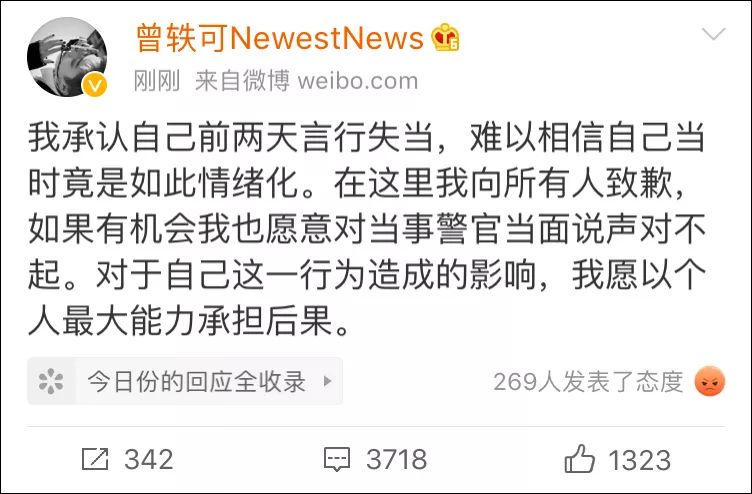 曾轶可NewestNews
刚刚 来自微博 weibo.com
我承认自己前两天言行失当，难以相信自己当
时竟是如此情绪化。在这里我向所有人致歉，
如果有机会我也愿意对当事警官当面说声对不
起。对于自己这一行为造成的影响，我愿以个
人最大能力承担后果。
今日份的回应全收录
269人发表了态度
342
3718
1323